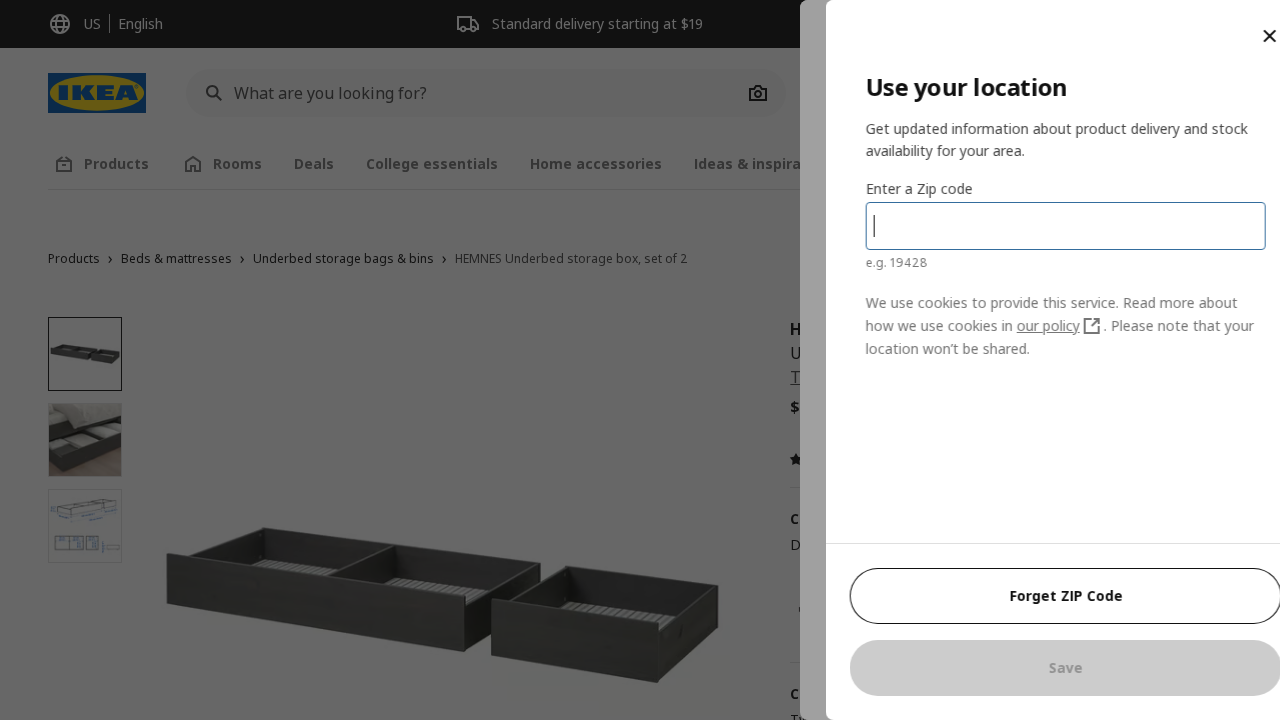 US
English
Standard delivery starting at $19
IKEA
What are you looking for?
Products
Rooms
Deals
College essentials
Home accessories
Ideas & inspira
Products › Beds & mattresses › Underbed storage bags & bins › HEMNES Underbed storage box, set of 2
H
U
T
$
C
D
C
Use your location
Get updated information about product delivery and stock
availability for your area.
Enter a Zip code
e.g. 19428
We use cookies to provide this service. Read more about
how we use cookies in our policy . Please note that your
location won’t be shared.
Forget ZIP Code
Save